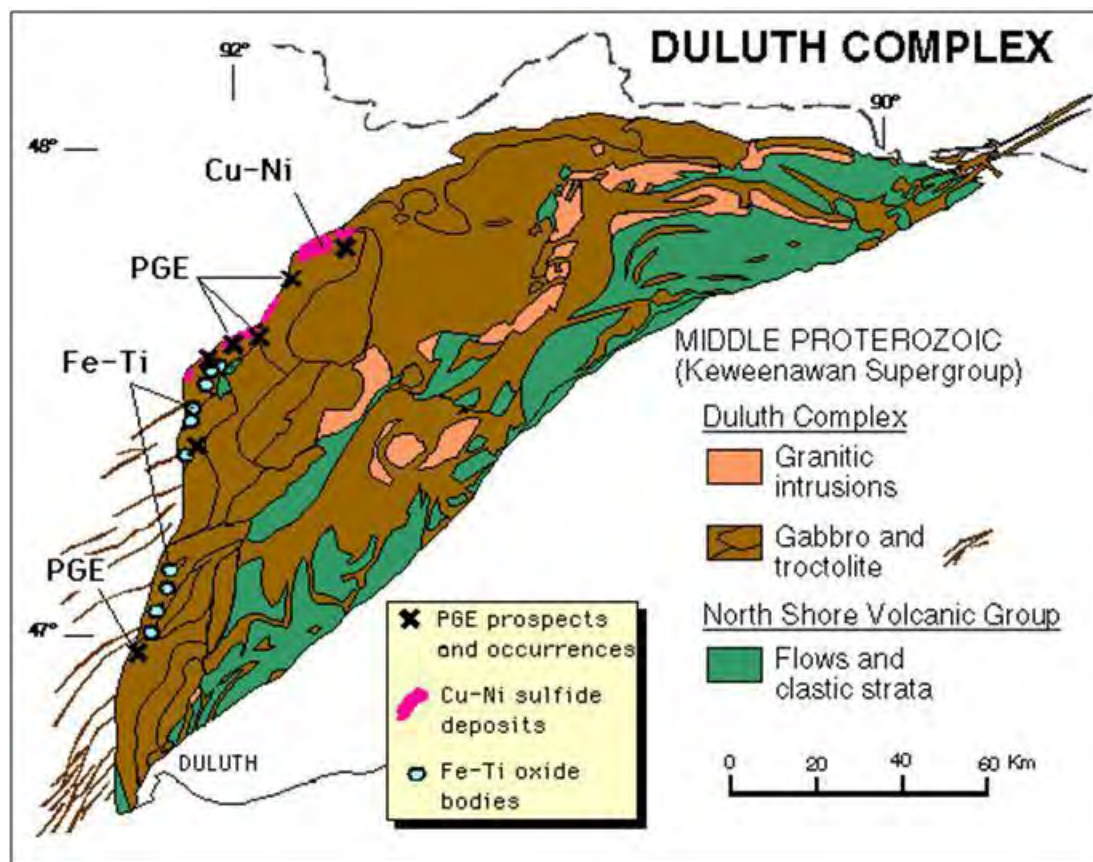 DULUTH COMPLEX
92°
90°
48°
Cu-Ni
PGE
Fe-Ti
PGE
47°
DULUTH
MIDDLE PROTEROZOIC
(Keweenawan Supergroup)
Duluth Complex
Granitic
intrusions
Gabbro and
troctolite
North Shore Volcanic Group
Flows and
clastic strata
PGE prospects
and occurrences
Cu-Ni sulfide
deposits
Fe-Ti oxide
bodies
0 20 40 60 Km